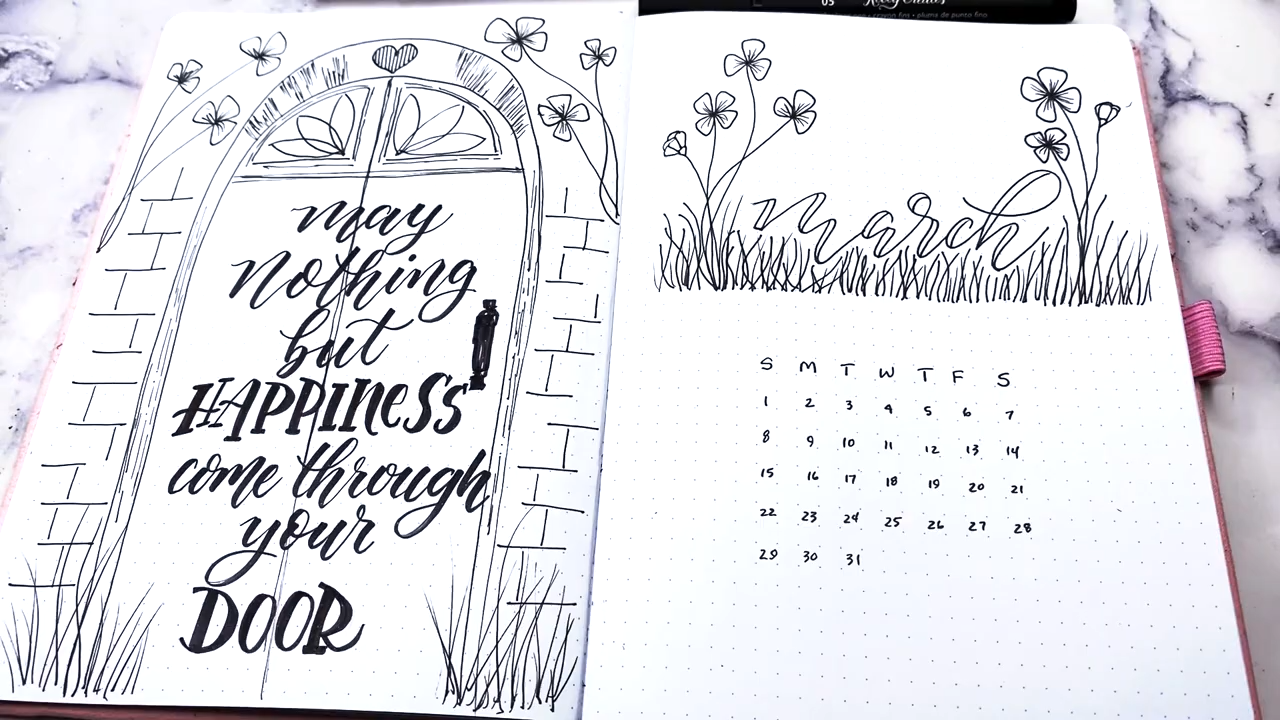 may
nothing
but
HAPPINESS
come through
your
DOOR
05
march
S M T W T F S
1 2 3 4 5 6 7
8 9 10 11 12 13 14
15 16 17 18 19 20 21
22 23 24 25 26 27 28
29 30 31